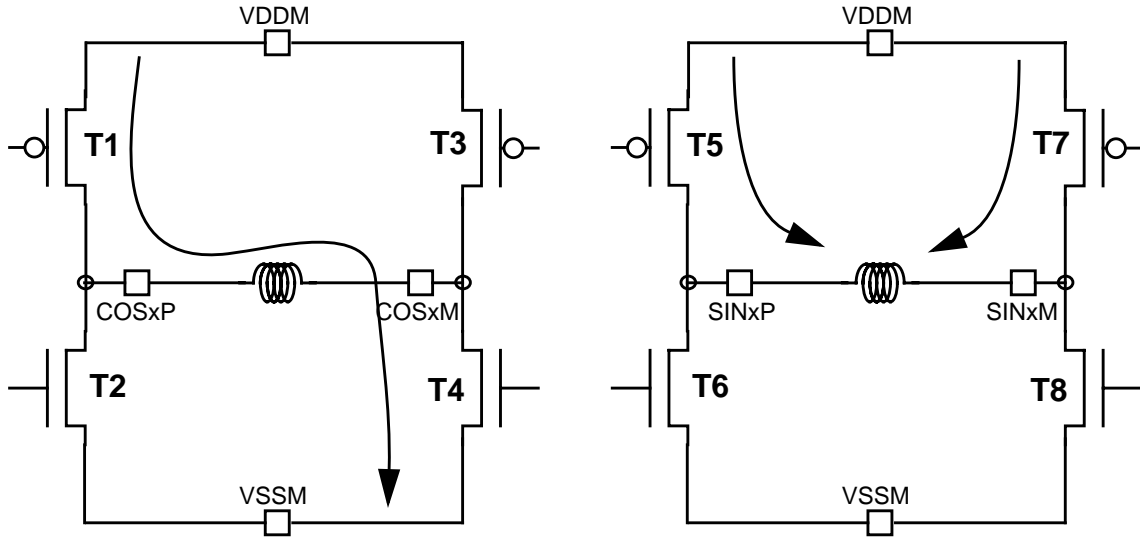 VDDM
VDDM
T1
T3
T5
T7
COSxP
COSxM
SINxP
SINxM
T2
T4
T6
T8
VSSM
VSSM